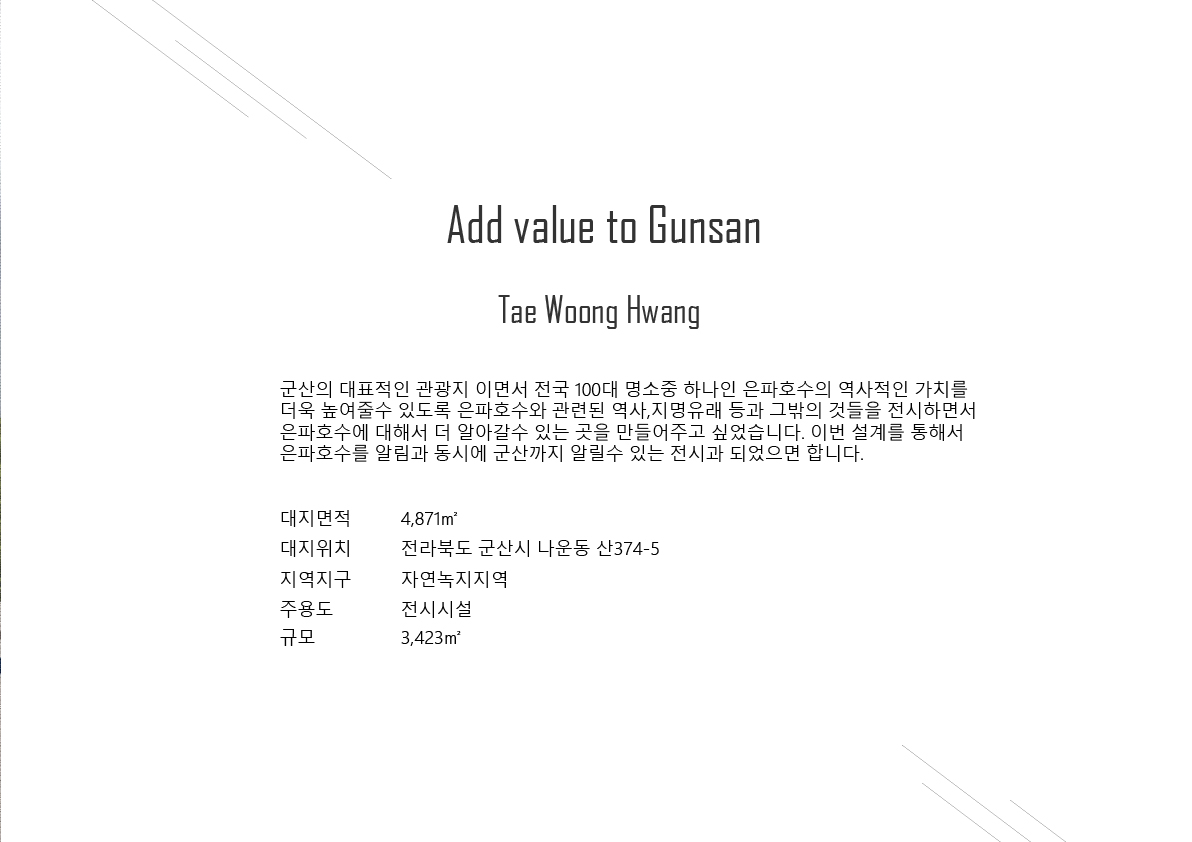 Add value to Gunsan
Tae Woong Hwang
군산의 대표적인 관광지 이면서 전국 100대 명소중 하나인 은파호수의 역사적인 가치를
더욱 높여줄수 있도록 은파호수와 관련된 역사,지명유래 등과 그밖의 것들을 전시하면서
은파호수에 대해서 더 알아갈수 있는 곳을 만들어주고 싶었습니다. 이번 설계를 통해서
은파호수를 알림과 동시에 군산까지 알릴수 있는 전시과 되었으면 합니다.
대지면적 4,871㎡
대지위치 전라북도 군산시 나운동 산374-5
지역지구 자연녹지지역
주용도 전시시설
규모 3,423㎡